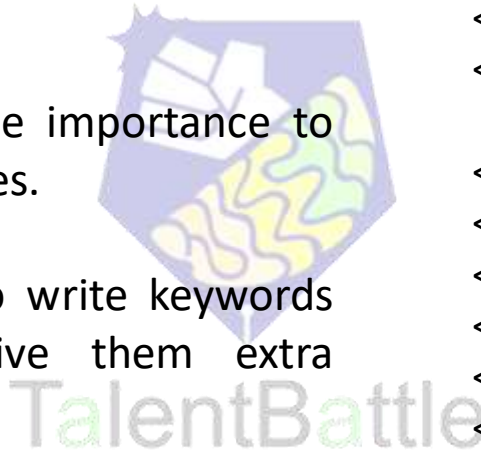 e importance to
es.
write keywords
ive them extra
TalentBattle
<
<
<
<
<
<
<
<